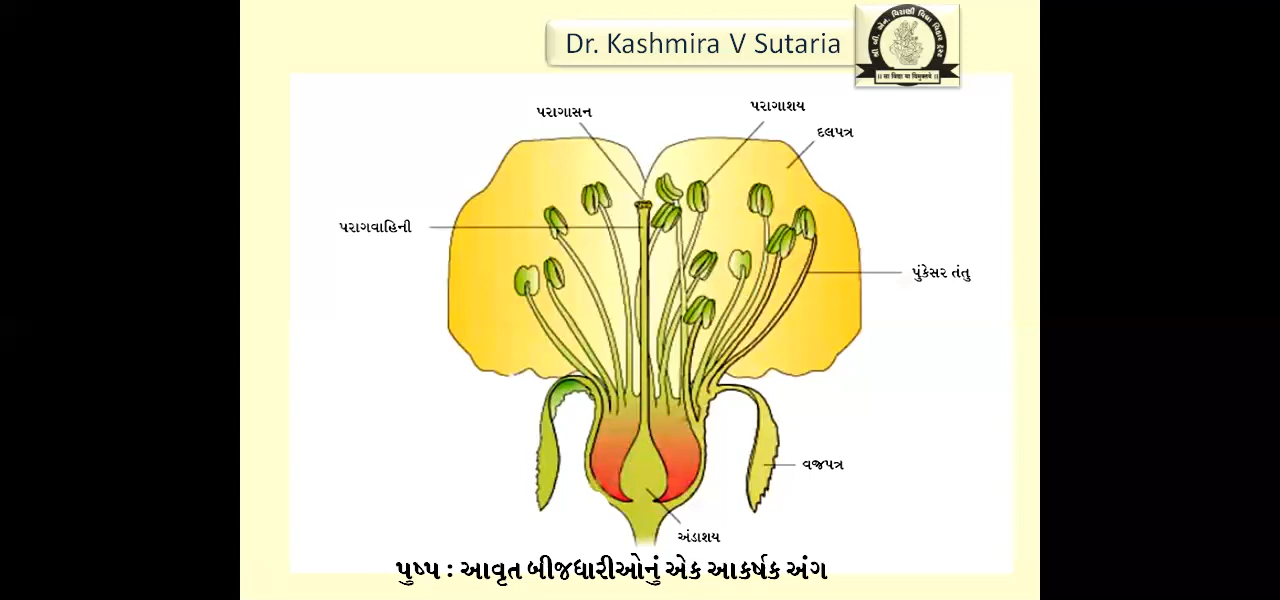 Dr. Kashmira V Sutaria
|| सा विद्या या विमुक्तये ||
પરાગાસન
પરાગાશય
દલપત્ર
પરાગવાહિની
પુંકેસર તંતુ
વજ્રપત્ર
અંડાશય
પુષ્પ : આવૃત બીજધારીઓનું એક આકર્ષક અંગ